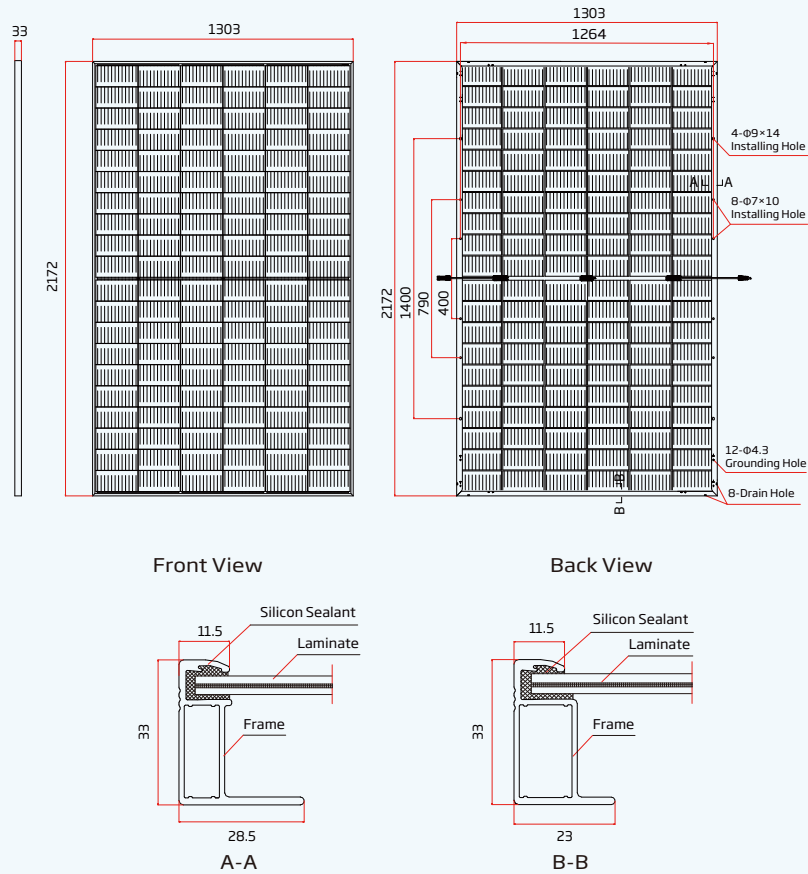 33
1303
2172
1303
1264
2172
1400
790
400
4-Φ9×14
Installing Hole
A
A
8-Φ7×10
Installing Hole
12-Φ4.3
Grounding Hole
8-Drain Hole
B
B
Front View
Back View
11.5
Silicon Sealant
Laminate
33
Frame
28.5
A-A
11.5
Silicon Sealant
Laminate
33
Frame
23
B-B